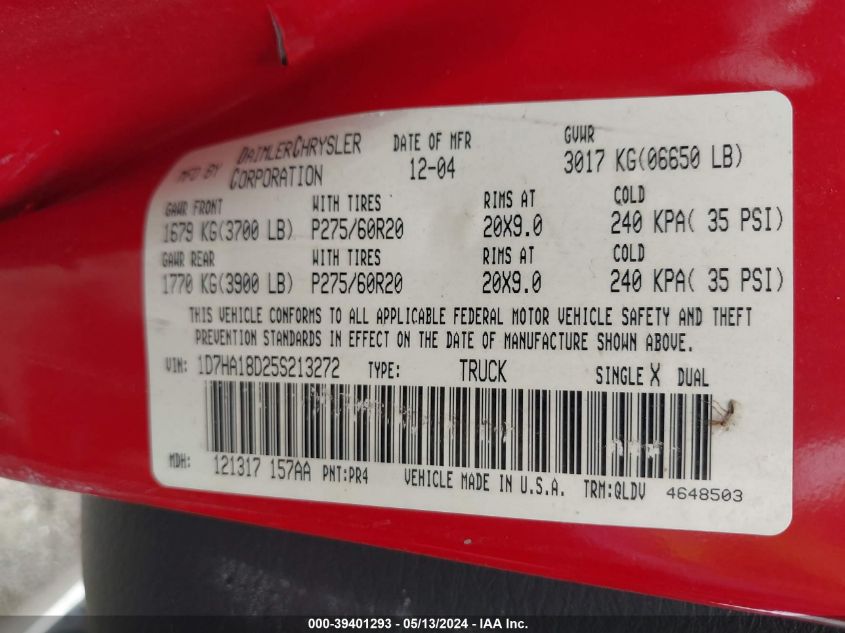 MFD BY DAIMLERCHRYSLER CORPORATION DATE OF MFR 12-04 GVWR 3017 KG(06650 LB)
GAWR FRONT WITH TIRES RIMS AT COLD
1679 KG(3700 LB) P275/60R20 20X9.0 240 KPA( 35 PSI)
GAWR REAR WITH TIRES RIMS AT COLD
1770 KG(3900 LB) P275/60R20 20X9.0 240 KPA( 35 PSI)
THIS VEHICLE CONFORMS TO ALL APPLICABLE FEDERAL MOTOR VEHICLE SAFETY AND THEFT
PREVENTION STANDARDS IN EFFECT ON THE DATE OF MANUFACTURE SHOWN ABOVE.
VIN: 1D7HA18D25S213272 TYPE: TRUCK SINGLE X DUAL
MDH: 121317 157AA PNT:PR4 VEHICLE MADE IN U.S.A. TRM:QLDV 4648503
000-39401293 - 05/13/2024 - IAA Inc.